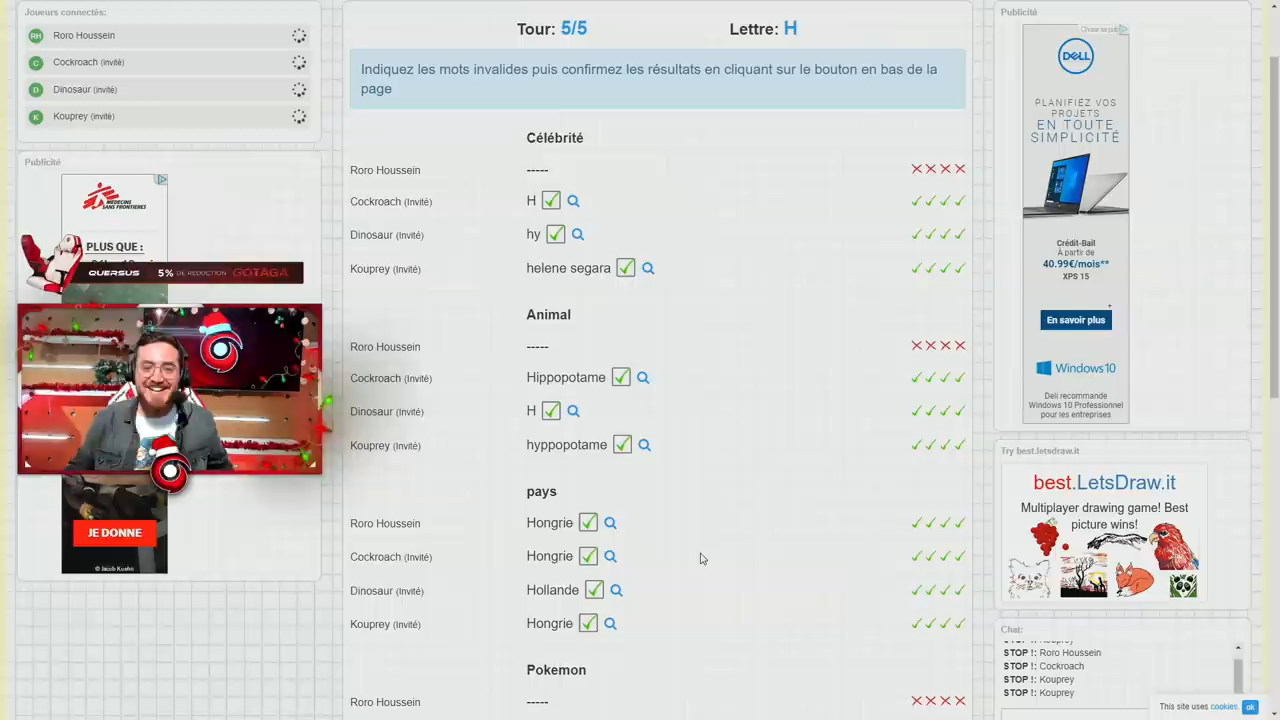 Joueurs connectés:
RH Roro Houssein
C Cockroach (invité)
D Dinosaur (invité)
K Kouprey (invité)
Publicité
MEDECINS
SANS FRONTIERES
PLUS QUE :
QUERSUS 5% DE REDUCTION GOTAGA
JE DONNE
Tour: 5/5 Lettre: H
Indiquez les mots invalides puis confirmez les résultats en cliquant sur le bouton en bas de la
page
Célébrité
Roro Houssein -----
Cockroach (Invité) H
Dinosaur (Invité) hy
Kouprey (Invité) helene segara
Animal
Roro Houssein -----
Cockroach (Invité) Hippopotame
Dinosaur (Invité) H
Kouprey (Invité) hyppopotame
pays
Roro Houssein Hongrie
Cockroach (Invité) Hongrie
Dinosaur (Invité) Hollande
Kouprey (Invité) Hongrie
Pokemon
Roro Houssein -----
Publicité
DELL
PLANIFIEZ VOS
PROJETS
EN TOUTE
SIMPLICITÉ
Crédit-Bail
À partir de
40.99€/mois**
XPS 15
En savoir plus
Windows10
Dell recommande
Windows 10 Professionnel
pour les entreprises
Try best.letsdraw.it
best.LetsDraw.it
Multiplayer drawing game! Best
picture wins!
Chat:
STOP !: Kouprey
STOP !: Roro Houssein
STOP !: Cockroach
STOP !: Kouprey
STOP !: Kouprey
This site uses cookies. ok